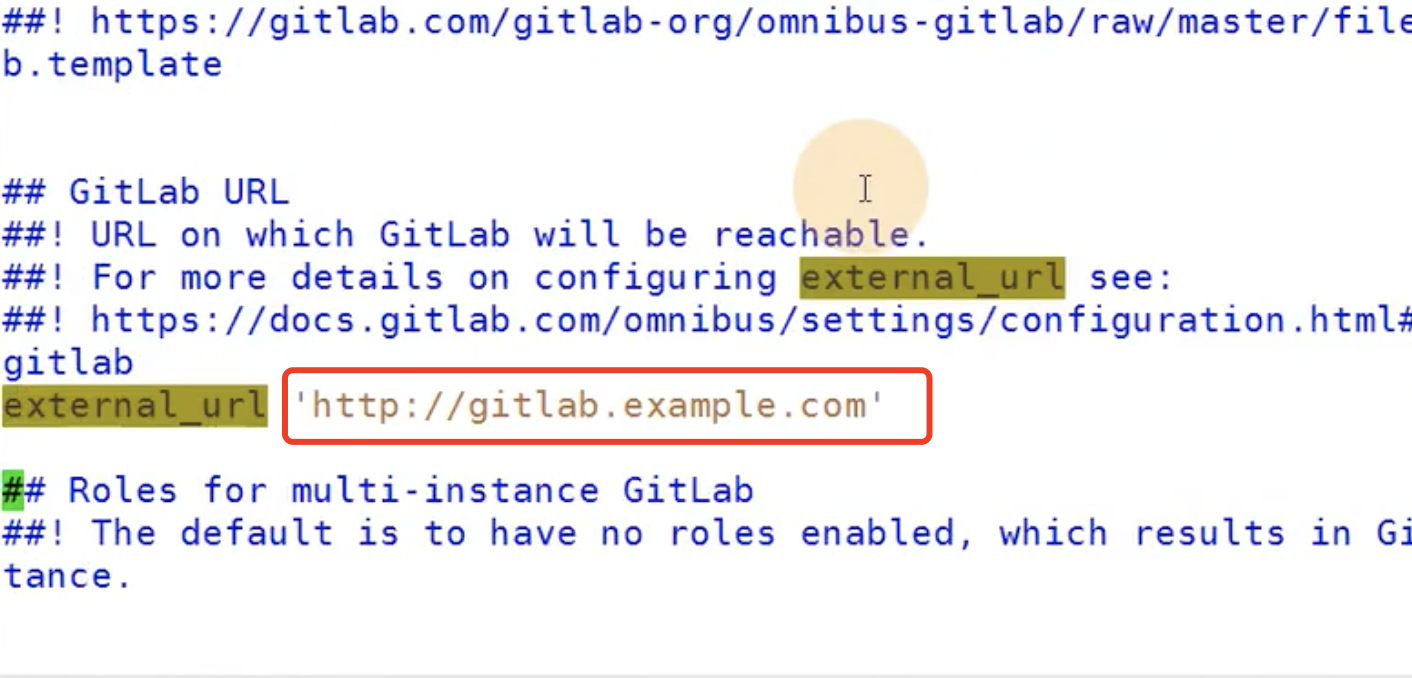 ##! https://gitlab.com/gitlab-org/omnibus-gitlab/raw/master/file
b.template
## GitLab URL
##! URL on which GitLab will be reachable.
##! For more details on configuring external_url see:
##! https://docs.gitlab.com/omnibus/settings/configuration.html#
gitlab
external_url 'http://gitlab.example.com'
## Roles for multi-instance GitLab
##! The default is to have no roles enabled, which results in Gi
tance.